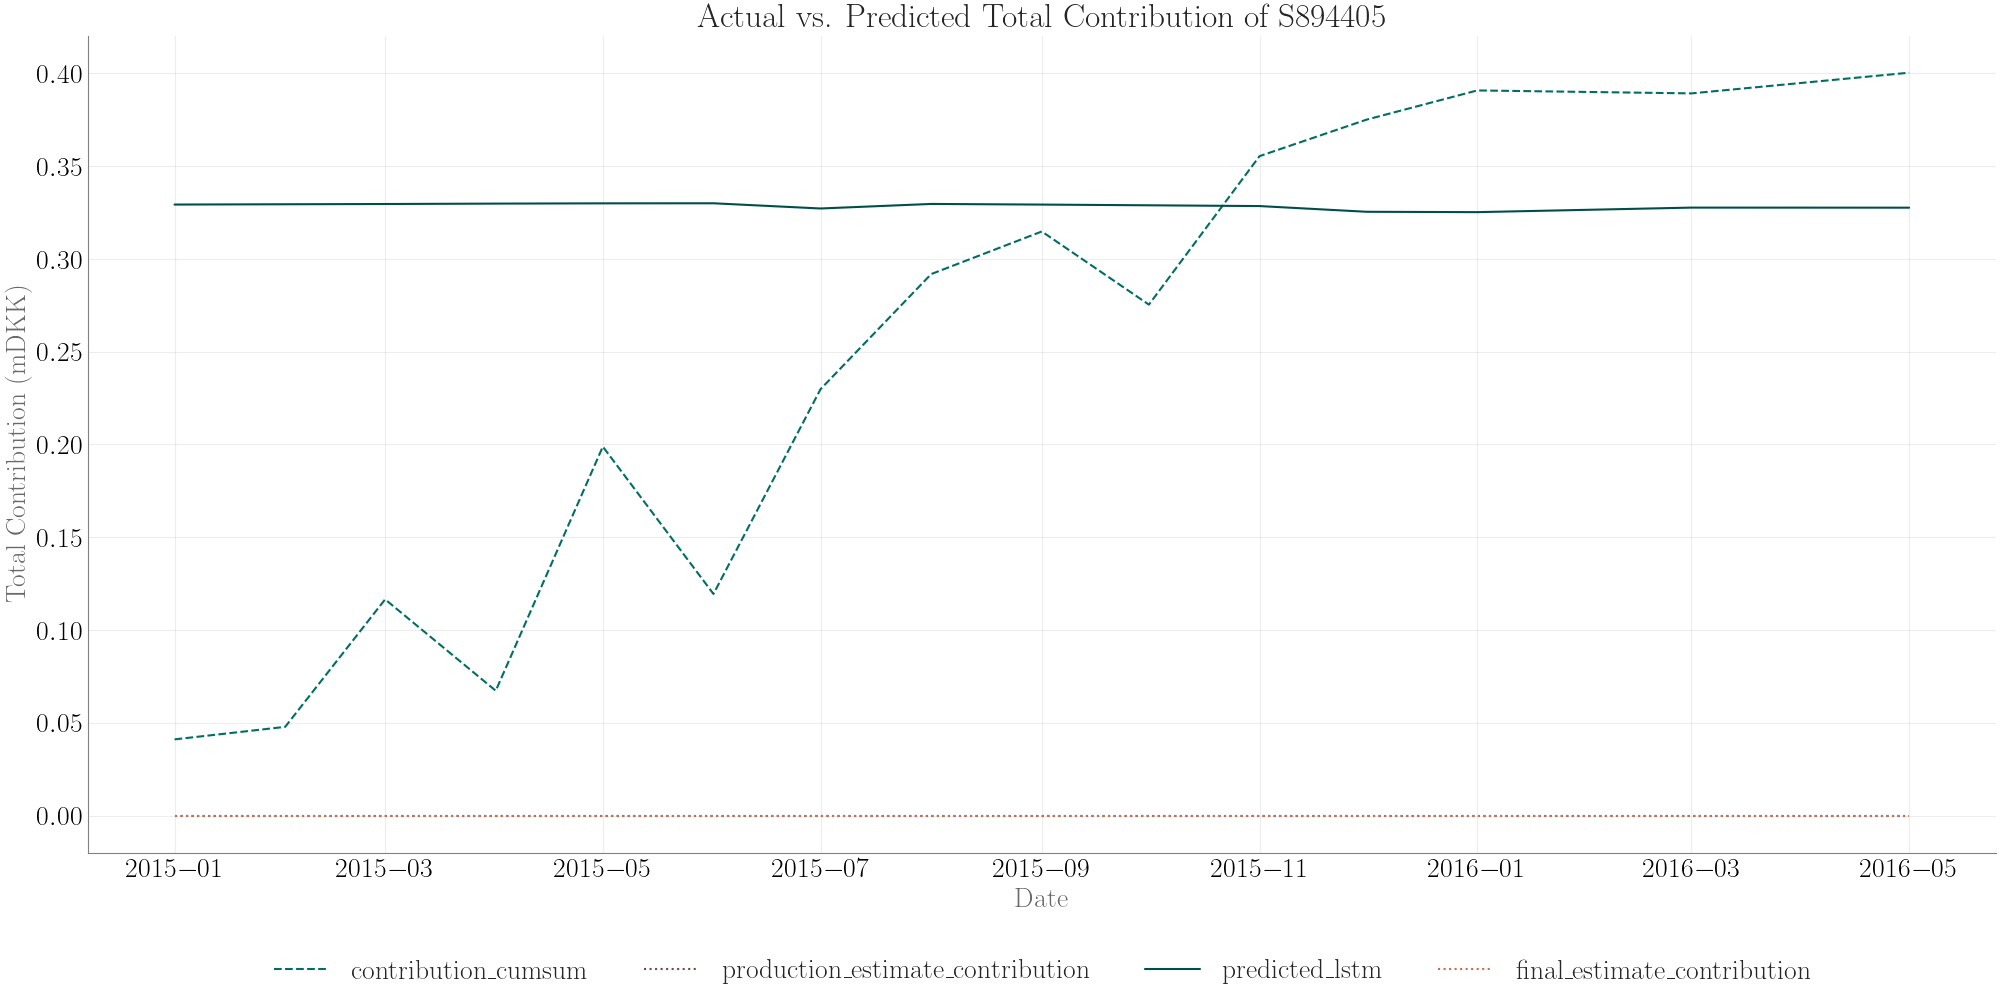 Actual vs. Predicted Total Contribution of S894405
Total Contribution (mDKK)
0.40
0.35
0.30
0.25
0.20
0.15
0.10
0.05
0.00
2015−01 2015−03 2015−05 2015−07 2015−09 2015−11 2016−01 2016−03 2016−05
Date
contribution_cumsum production_estimate_contribution predicted_lstm final_estimate_contribution